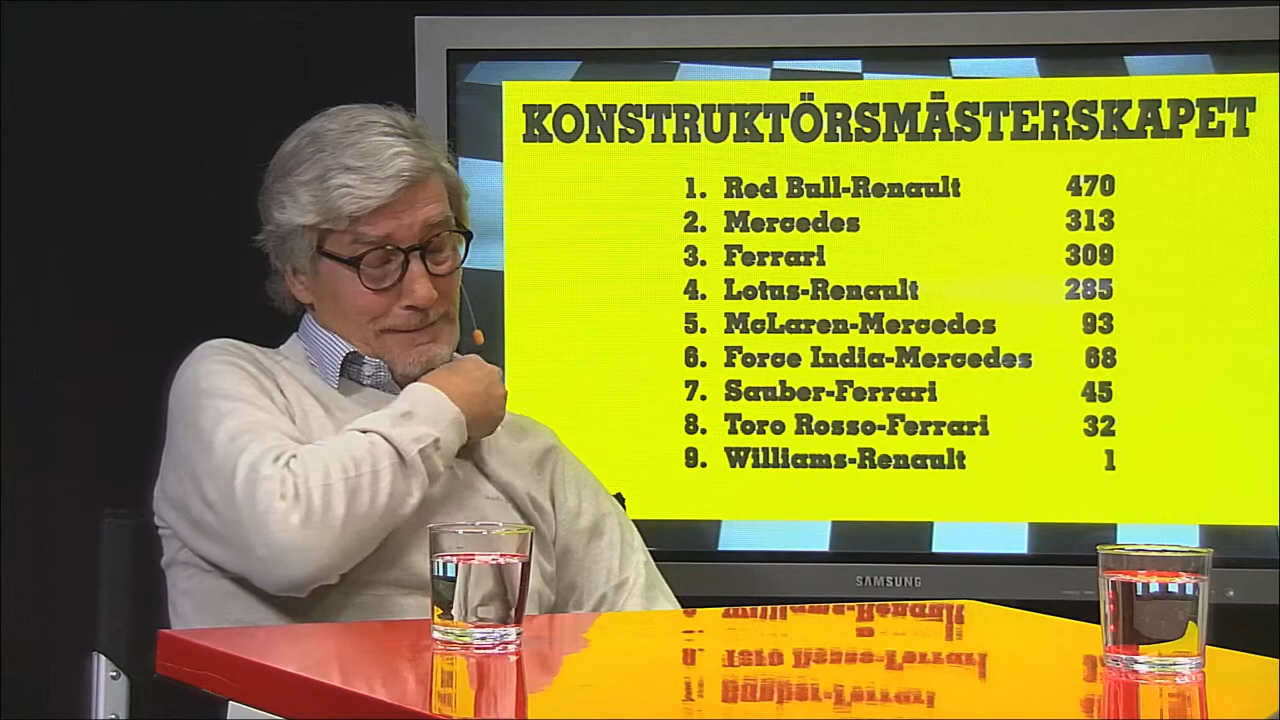 KONSTRUKTÖRSMÄSTERSKAPET
1. Red Bull-Renault 470
2. Mercedes 313
3. Ferrari 309
4. Lotus-Renault 285
5. McLaren-Mercedes 93
6. Force India-Mercedes 68
7. Sauber-Ferrari 45
8. Toro Rosso-Ferrari 32
9. Williams-Renault 1
SAMSUNG